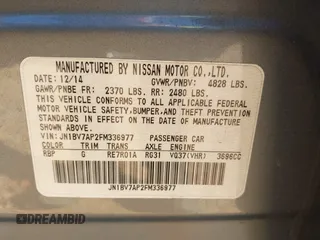 MANUFACTURED BY NISSAN MOTOR CO.,LTD.
DATE: 12/14 GVWR/PNBV: 4828 LBS.
GAWR/PNBE FR: 2370 LBS. RR: 2480 LBS.
THIS VEHICLE CONFORMS TO ALL APPLICABLE FEDERAL
MOTOR VEHICLE SAFETY, BUMPER, AND THEFT PREVENTION
STANDARDS IN EFFECT ON THE DATE OF MANUFACTURE
SHOWN ABOVE.
VIN: JN1BV7AP2FM336977 PASSENGER CAR
COLOR TRIM TRANS AXLE ENGINE
RBP G RE7R01A RG31 VQ37(VHR) 3696CC
JN1BV7AP2FM336977
DREAMBID